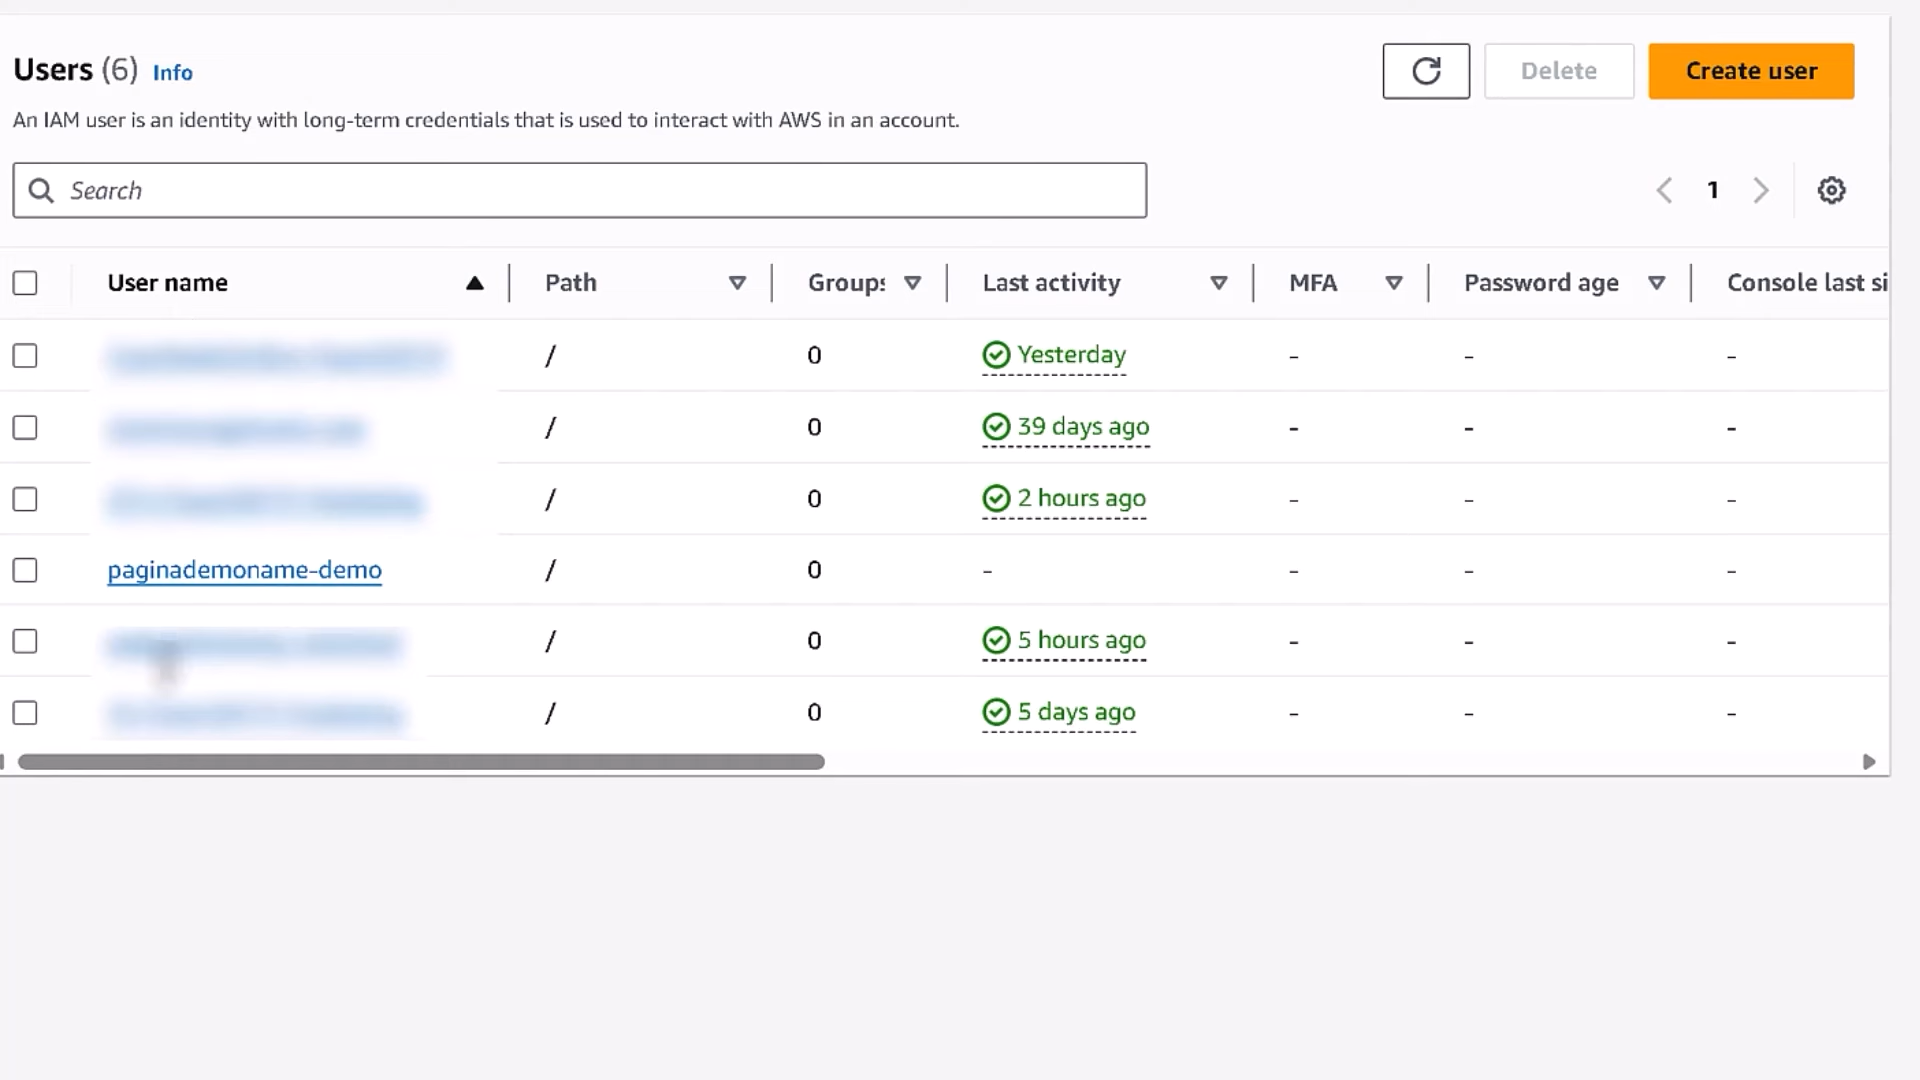 Users (6) Info
Delete
Create user
An IAM user is an identity with long-term credentials that is used to interact with AWS in an account.
Search
1
User name Path Groups Last activity MFA Password age Console last si
/ 0 Yesterday - - -
/ 0 39 days ago - - -
/ 0 2 hours ago - - -
paginademoname-demo / 0 - - - -
/ 0 5 hours ago - - -
/ 0 5 days ago - - -